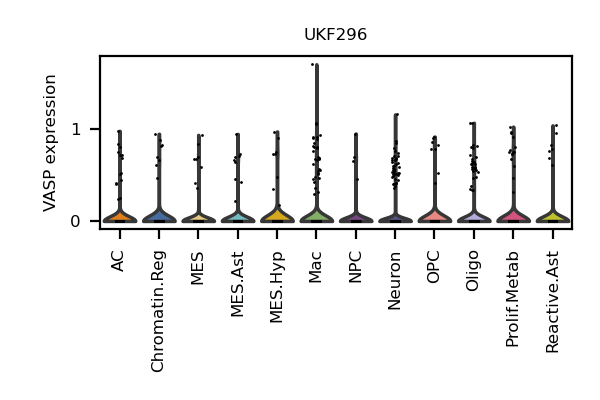 UKF296
VASP expression
1
0
AC
Chromatin.Reg
MES
MES.Ast
MES.Hyp
Mac
NPC
Neuron
OPC
Oligo
Prolif.Metab
Reactive.Ast